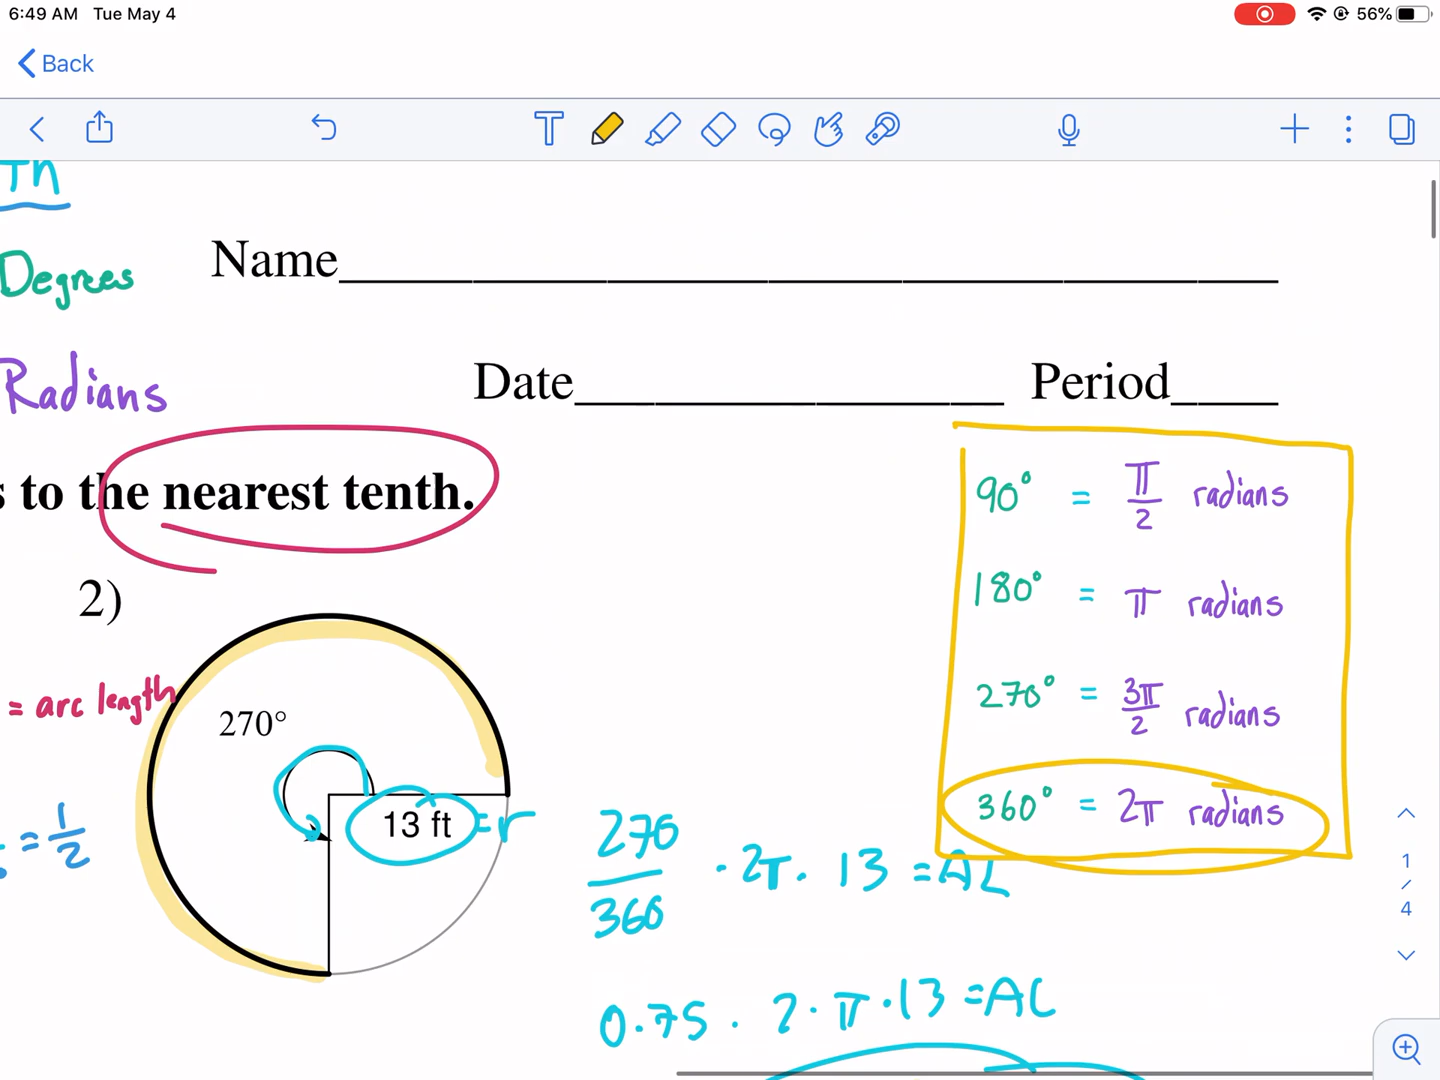 6:49 AM Tue May 4
56%
Back
Th
Degrees
Name
Radians
Date Period
s to the nearest tenth.
90° = π/2 radians
180° = π radians
270° = 3π/2 radians
360° = 2π radians
2)
= arc length
270°
13 ft = r
= 1/2
270/360 · 2π · 13 = AL
0.75 · 2 · π · 13 = AL
1
/
4